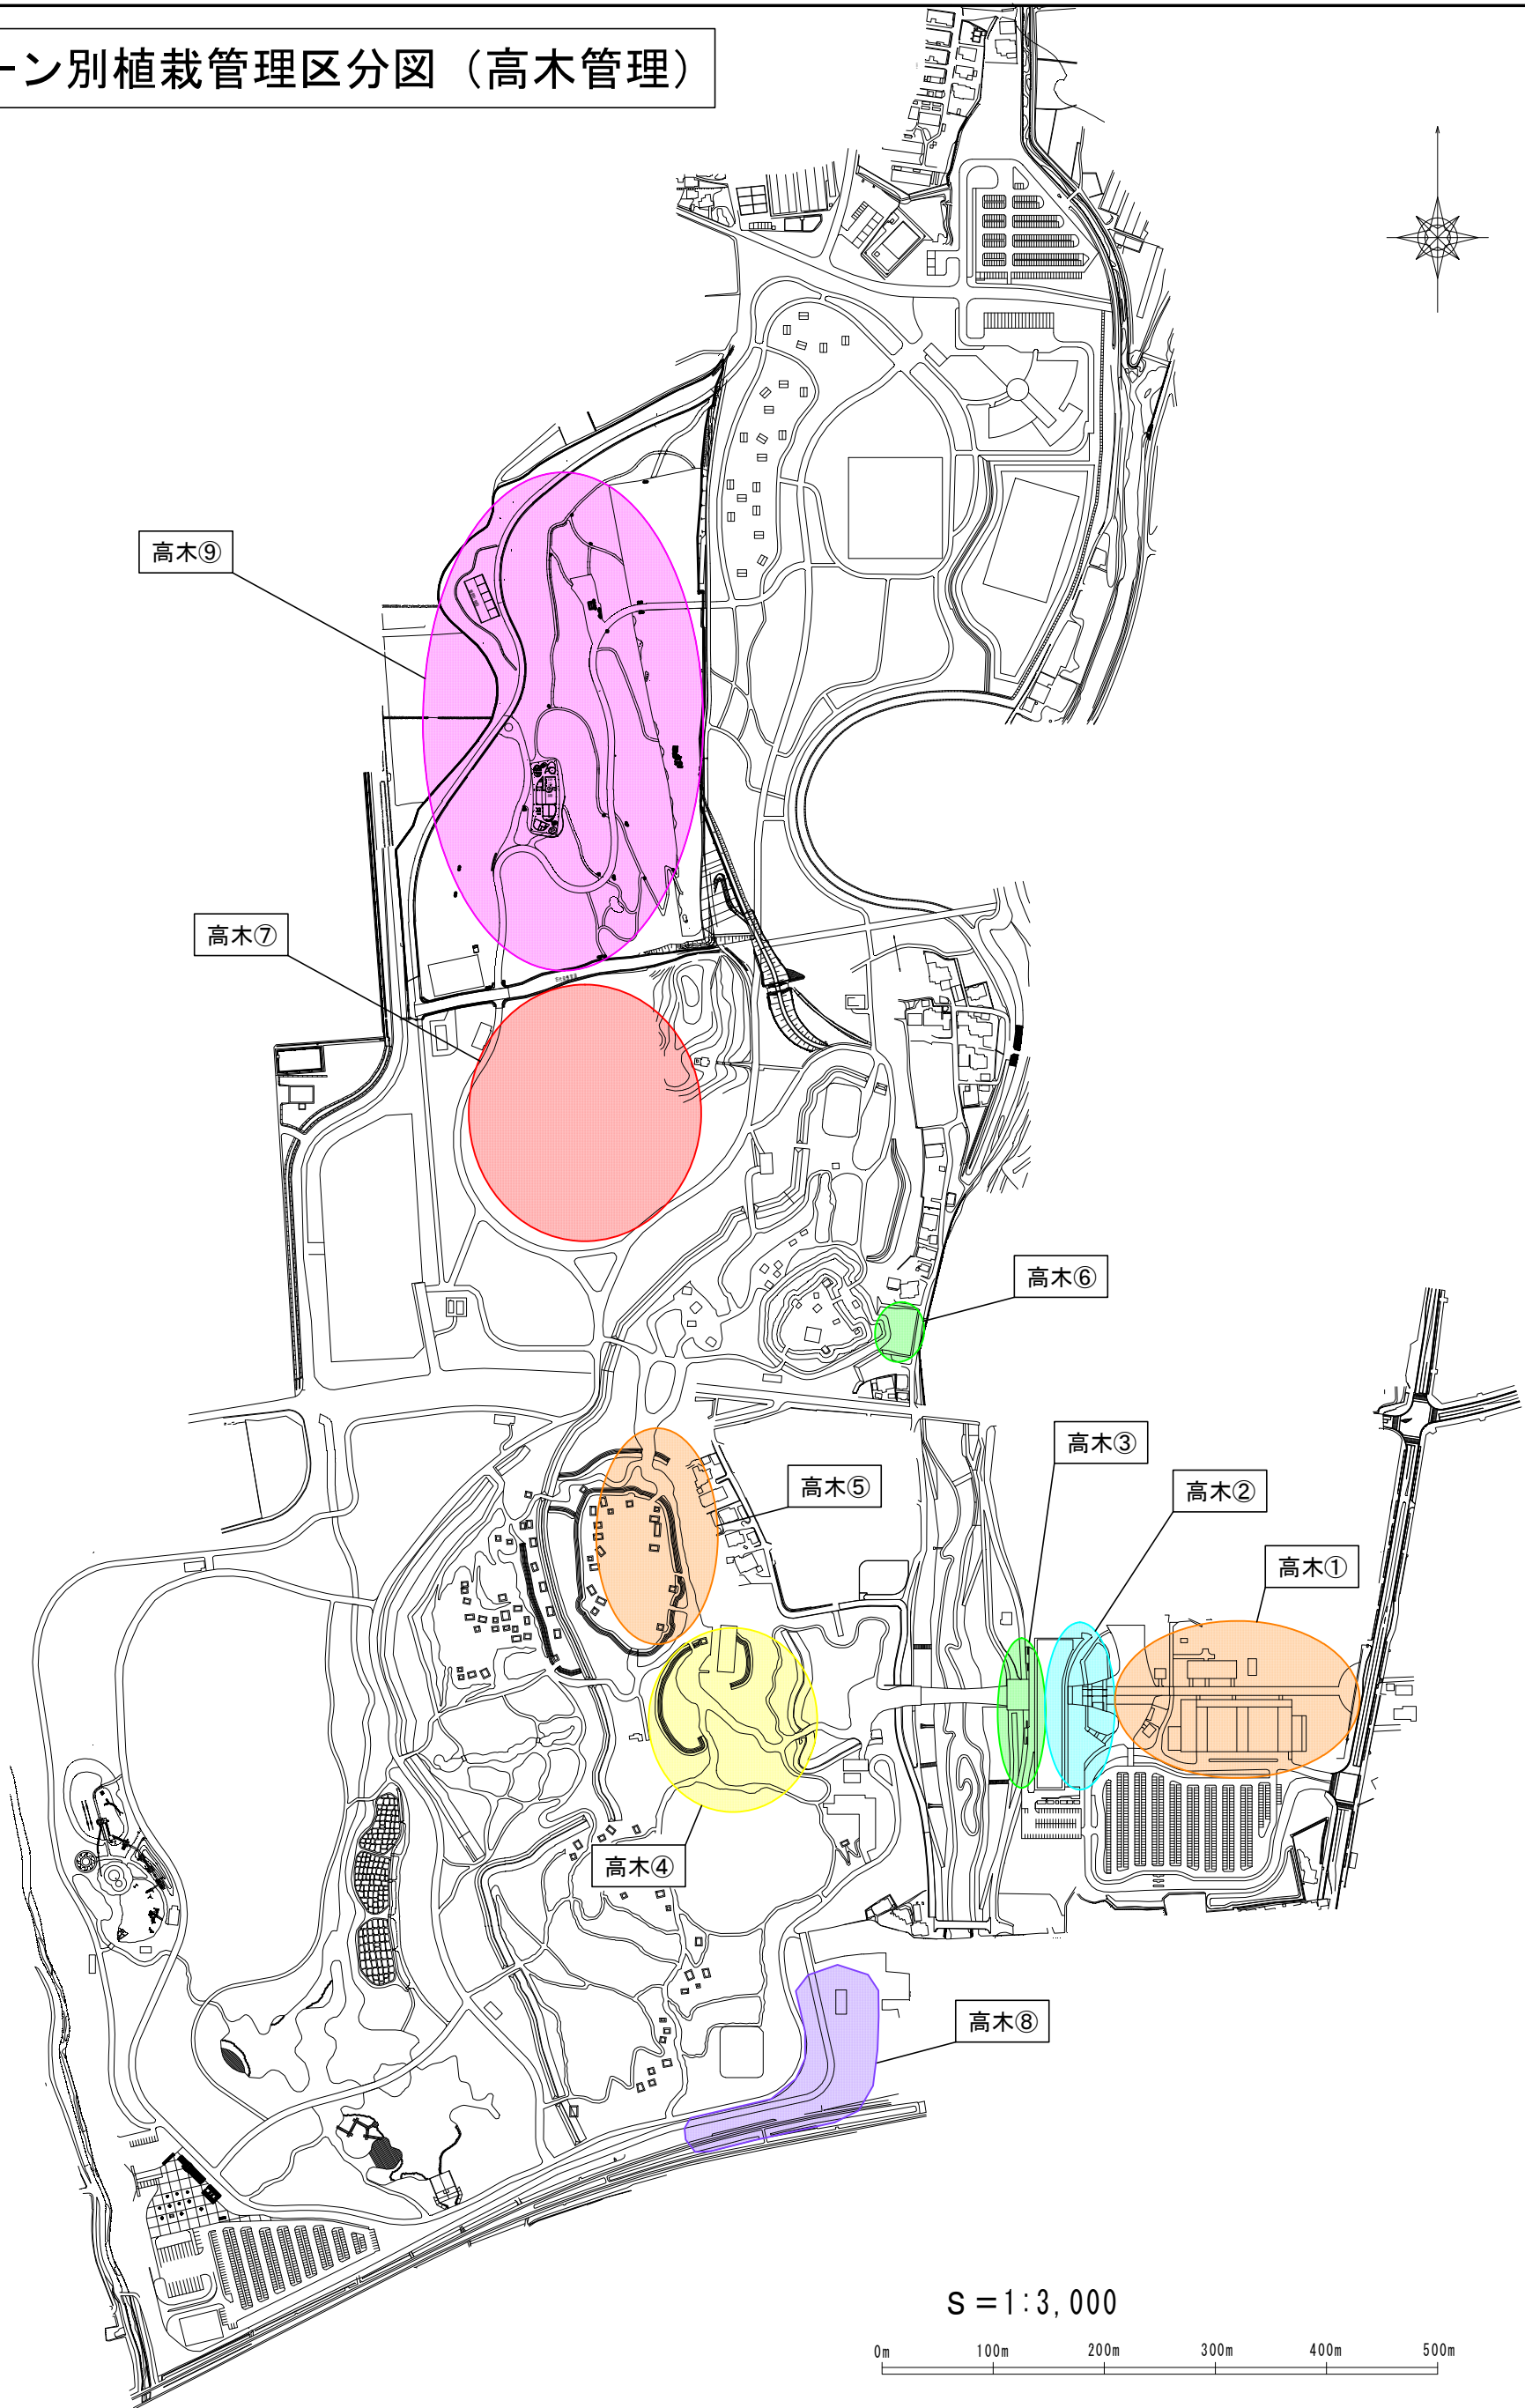 ーン別植栽管理区分図（高木管理）
高木⑨
高木⑦
高木⑥
高木③
高木②
高木⑤
高木①
高木④
高木⑧
S＝1:3,000
0m 100m 200m 300m 400m 500m